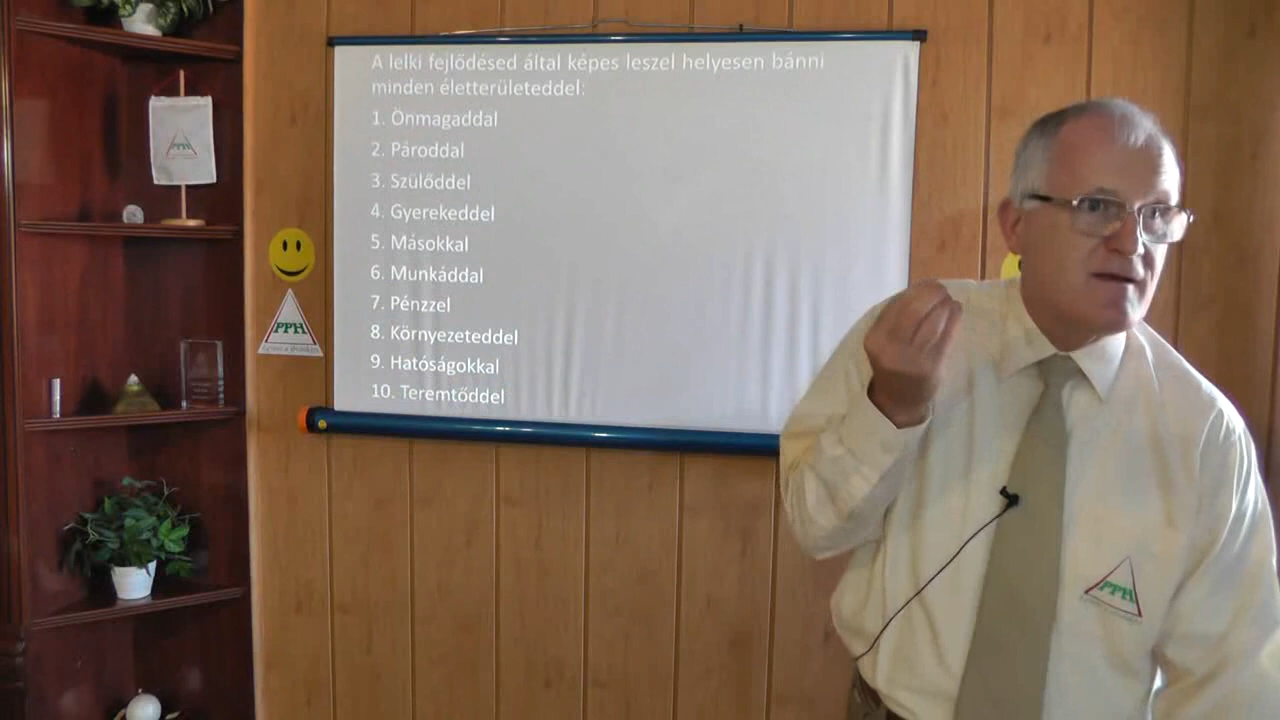 A lelki fejlődésed által képes leszel helyesen bánni
minden életterületeddel:
1. Önmagaddal
2. Pároddal
3. Szülőddel
4. Gyerekeddel
5. Másokkal
6. Munkáddal
7. Pénzzel
8. Környezeteddel
9. Hatóságokkal
10. Teremtőddel
PPH
PPH